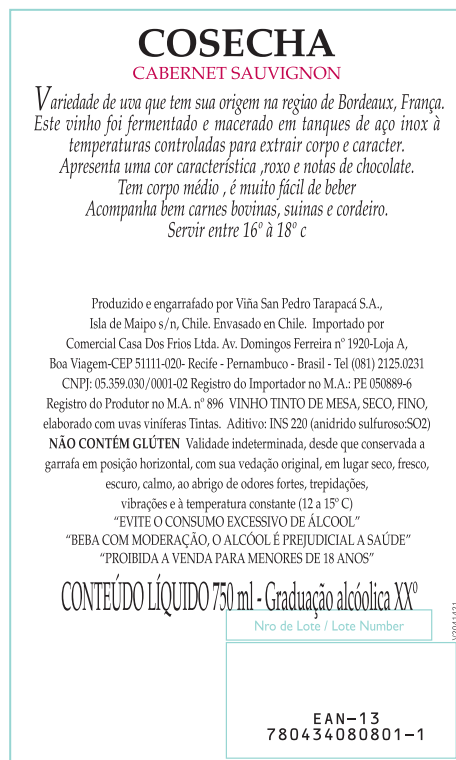 COSECHA
CABERNET SAUVIGNON
Variedade de uva que tem sua origem na regiao de Bordeaux, França.
Este vinho foi fermentado e macerado em tanques de aço inox à
temperaturas controladas para extrair corpo e caracter.
Apresenta uma cor característica ,roxo e notas de chocolate.
Tem corpo médio , é muito fácil de beber
Acompanha bem carnes bovinas, suinas e cordeiro.
Servir entre 16º à 18º c
Produzido e engarrafado por Viña San Pedro Tarapacá S.A.,
Isla de Maipo s/n, Chile. Envasado en Chile. Importado por
Comercial Casa Dos Frios Ltda. Av. Domingos Ferreira nº 1920-Loja A,
Boa Viagem-CEP 51111-020- Recife - Pernambuco - Brasil - Tel (081) 2125.0231
CNPJ: 05.359.030/0001-02 Registro do Importador no M.A.: PE 050889-6
Registro do Produtor no M.A. nº 896 VINHO TINTO DE MESA, SECO, FINO,
elaborado com uvas viníferas Tintas. Aditivo: INS 220 (anidrido sulfuroso:SO2)
NÃO CONTÉM GLÚTEN Validade indeterminada, desde que conservada a
garrafa em posição horizontal, com sua vedação original, em lugar seco, fresco,
escuro, calmo, ao abrigo de odores fortes, trepidações,
vibrações e à temperatura constante (12 a 15º C)
“EVITE O CONSUMO EXCESSIVO DE ÁLCOOL”
“BEBA COM MODERAÇÃO, O ALCÓOL É PREJUDICIAL A SAÚDE”
“PROIBIDA A VENDA PARA MENORES DE 18 ANOS”
CONTEÚDO LÍQUIDO 750 ml - Graduação alcóolica XXº
Nro de Lote / Lote Number
EAN-13
780434080801-1